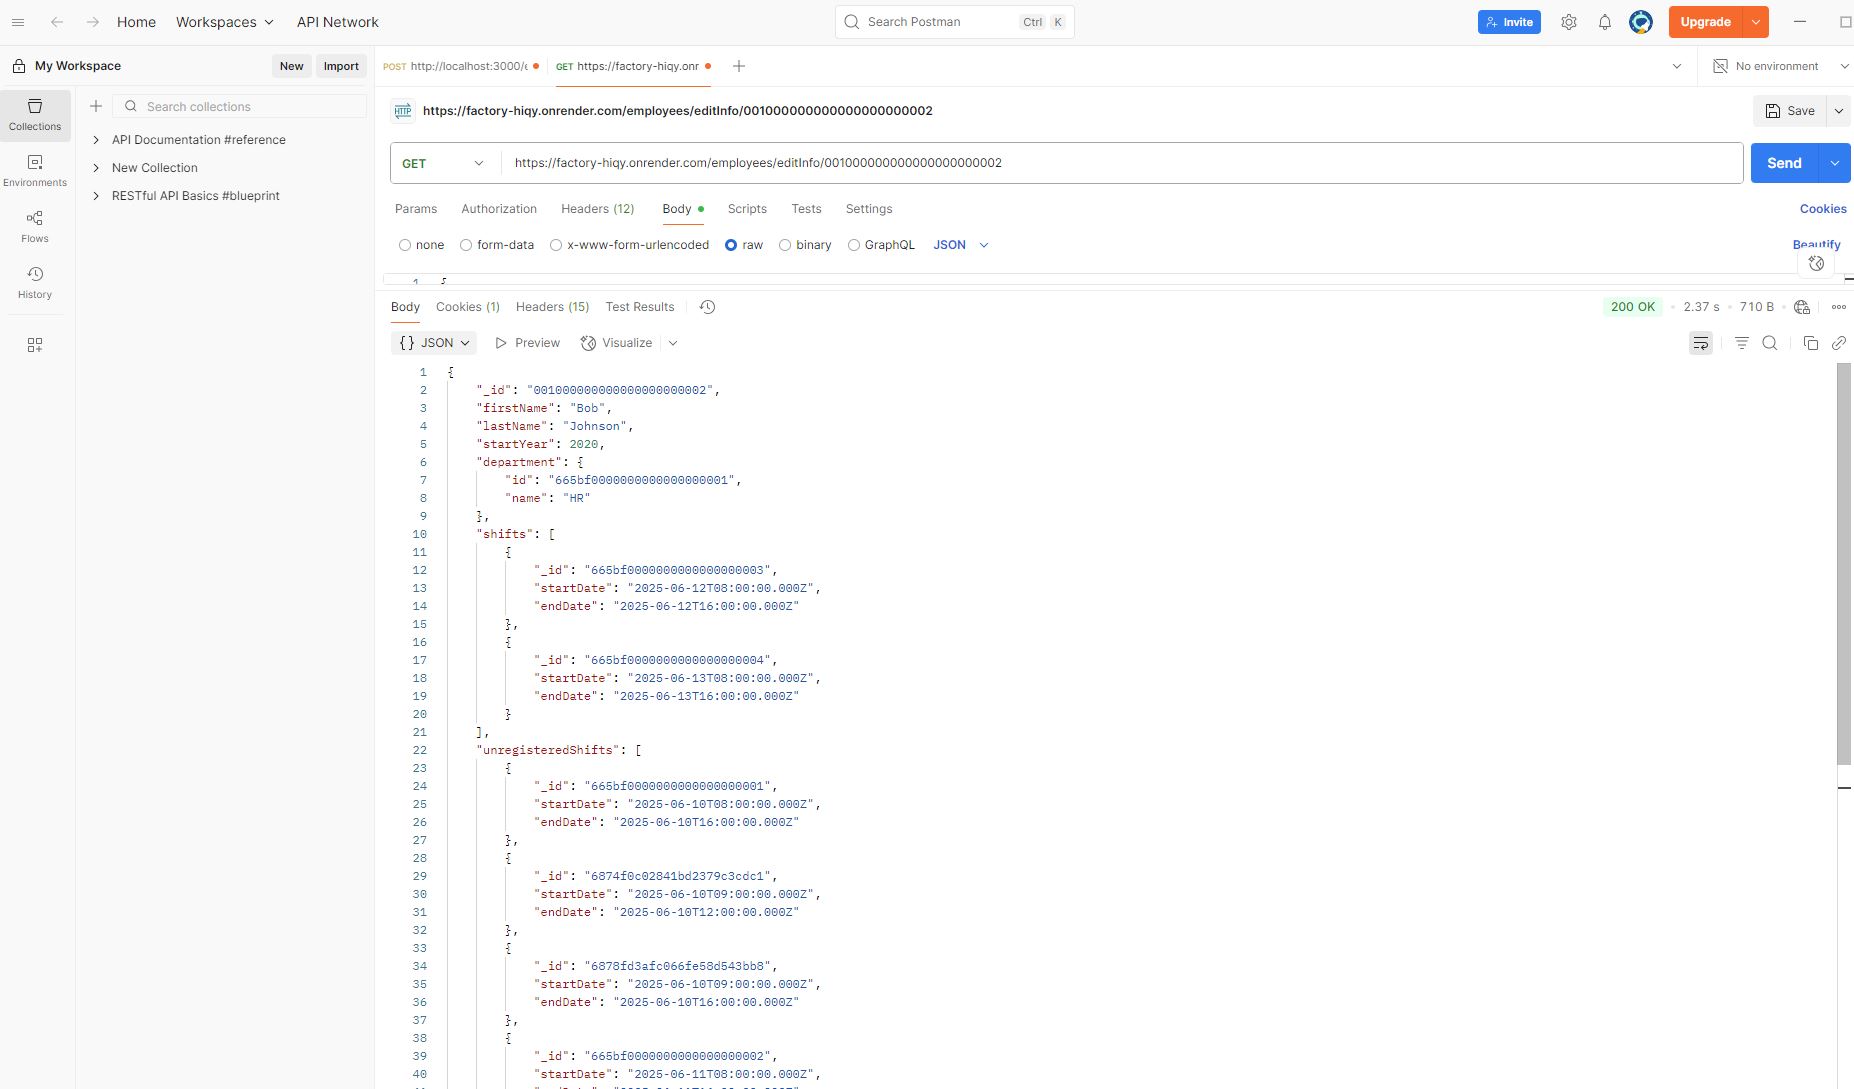 Home Workspaces API Network Search Postman Ctrl K Invite Upgrade
My Workspace New Import POST http://localhost:3000/ GET https://factory-hiqy.onr No environment
Collections
Environments
Flows
History
Search collections
API Documentation #reference
New Collection
RESTful API Basics #blueprint
HTTP https://factory-hiqy.onrender.com/employees/editInfo/001000000000000000000002 Save
GET https://factory-hiqy.onrender.com/employees/editInfo/001000000000000000000002 Send
Params Authorization Headers (12) Body Scripts Tests Settings Cookies
none form-data x-www-form-urlencoded raw binary GraphQL JSON Beautify
1 {
Body Cookies (1) Headers (15) Test Results 200 OK 2.37 s 710 B
{} JSON Preview Visualize
1 {
2 "_id": "001000000000000000000002",
3 "firstName": "Bob",
4 "lastName": "Johnson",
5 "startYear": 2020,
6 "department": {
7 "id": "665bf0000000000000000001",
8 "name": "HR"
9 },
10 "shifts": [
11 {
12 "_id": "665bf0000000000000000003",
13 "startDate": "2025-06-12T08:00:00.000Z",
14 "endDate": "2025-06-12T16:00:00.000Z"
15 },
16 {
17 "_id": "665bf0000000000000000004",
18 "startDate": "2025-06-13T08:00:00.000Z",
19 "endDate": "2025-06-13T16:00:00.000Z"
20 }
21 ],
22 "unregisteredShifts": [
23 {
24 "_id": "665bf0000000000000000001",
25 "startDate": "2025-06-10T08:00:00.000Z",
26 "endDate": "2025-06-10T16:00:00.000Z"
27 },
28 {
29 "_id": "6874f0c02841bd2379c3cdc1",
30 "startDate": "2025-06-10T09:00:00.000Z",
31 "endDate": "2025-06-10T12:00:00.000Z"
32 },
33 {
34 "_id": "6878fd3afc066fe58d543bb8",
35 "startDate": "2025-06-10T09:00:00.000Z",
36 "endDate": "2025-06-10T16:00:00.000Z"
37 },
38 {
39 "_id": "665bf0000000000000000002",
40 "startDate": "2025-06-11T08:00:00.000Z",